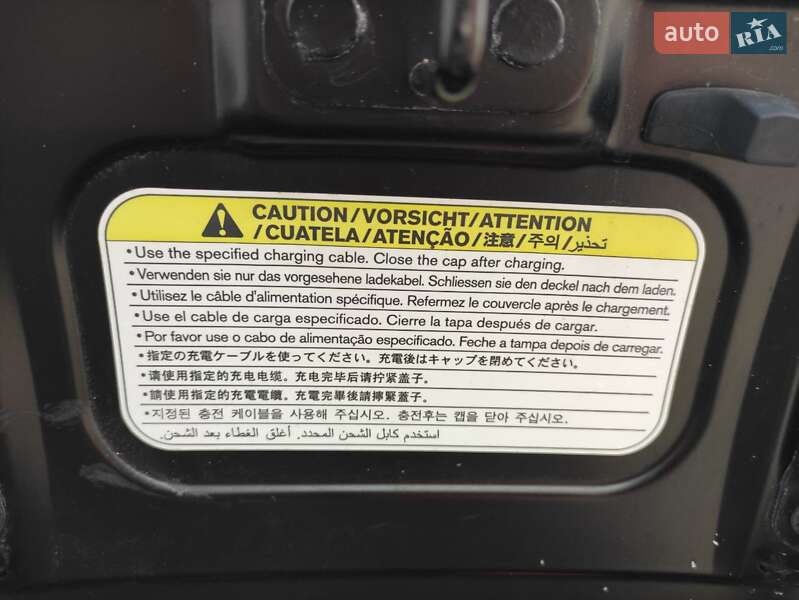 auto RIA.com
CAUTION/VORSICHT/ATTENTION
/CUATELA/ATENÇÃO/注意/주의/تحذير
•Use the specified charging cable. Close the cap after charging.
•Verwenden sie nur das vorgesehene ladekabel. Schliessen sie den deckel nach dem laden.
•Utilisez le câble d'alimentation spécifique. Refermez le couvercle après le chargement.
•Use el cable de carga especificado. Cierre la tapa después de cargar.
•Por favor use o cabo de alimentação especificado. Feche a tampa depois de carregar.
•指定の充電ケーブルを使ってください。充電後はキャップを閉めてください。
•请使用指定的充电电缆。充电完毕后请拧紧盖子。
•請使用指定的充電電纜。充電完畢後請擰緊蓋子。
•지정된 충전 케이블을 사용해 주십시오. 충전후는 캡을 닫아 주십시오.
استخدم كابل الشحن المحدد. أغلق الغطاء بعد الشحن.